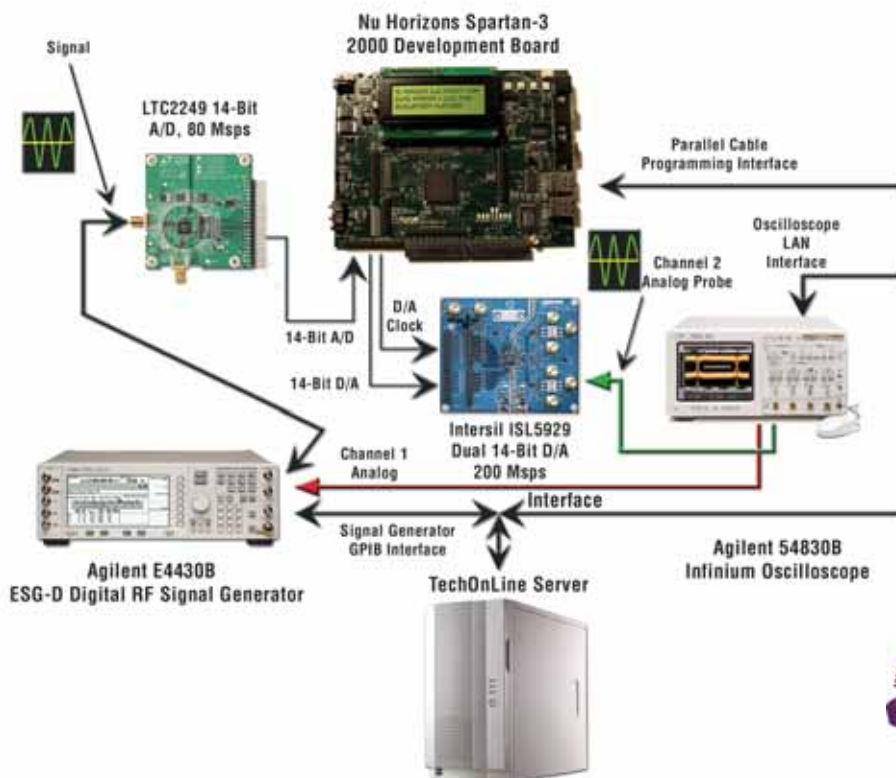 Nu Horizons Spartan-3
2000 Development Board
Signal
LTC2249 14-Bit
A/D, 80 Msps
Parallel Cable
Programming Interface
Oscilloscope
LAN
Interface
Channel 2
Analog Probe
D/A
Clock
14-Bit A/D
14-Bit D/A
Intersil ISL5929
Dual 14-Bit D/A
200 Msps
Channel 1
Analog
Interface
Signal Generator
GPIB Interface
Agilent E4430B
ESG-D Digital RF Signal Generator
Agilent 54830B
Infinium Oscilloscope
TechOnLine Server